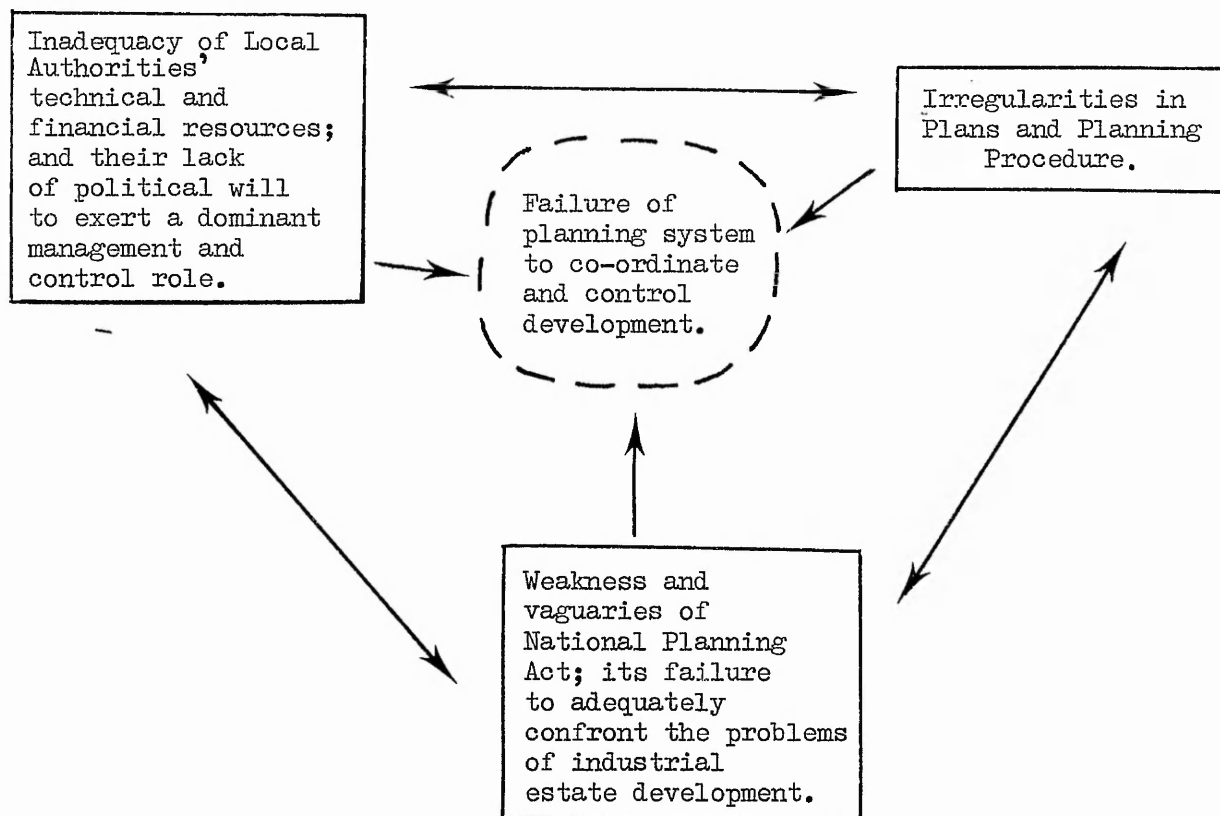 Inadequacy of Local
Authorities'
technical and
financial resources;
and their lack
of political will
to exert a dominant
management and
control role.
Irregularities in
Plans and Planning
Procedure.
Failure of
planning system
to co-ordinate
and control
development.
Weakness and
vaguaries of
National Planning
Act; its failure
to adequately
confront the problems
of industrial
estate development.